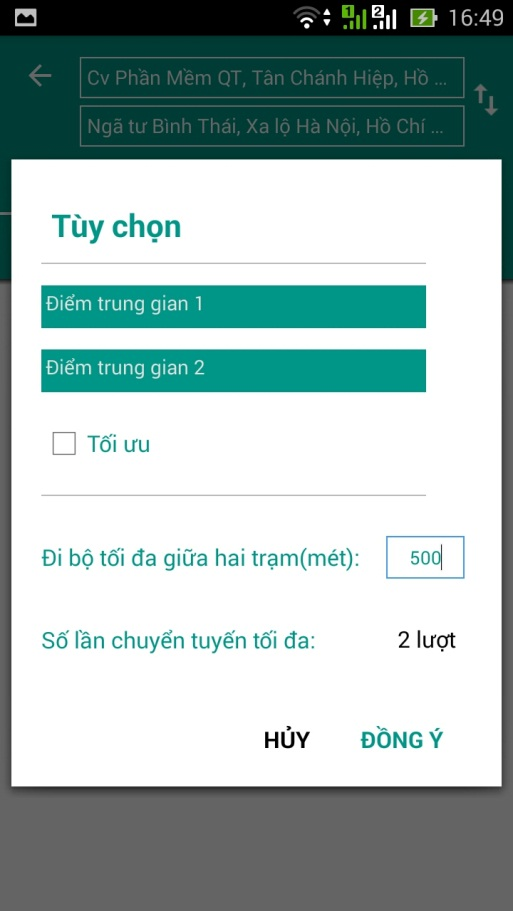 1 2 16:49
Cv Phần Mềm QT, Tân Chánh Hiệp, Hồ ...
Ngã tư Bình Thái, Xa lộ Hà Nội, Hồ Chí ...
Tùy chọn
Điểm trung gian 1
Điểm trung gian 2
Tối ưu
Đi bộ tối đa giữa hai trạm(mét): 500
Số lần chuyển tuyến tối đa: 2 lượt
HỦY ĐỒNG Ý